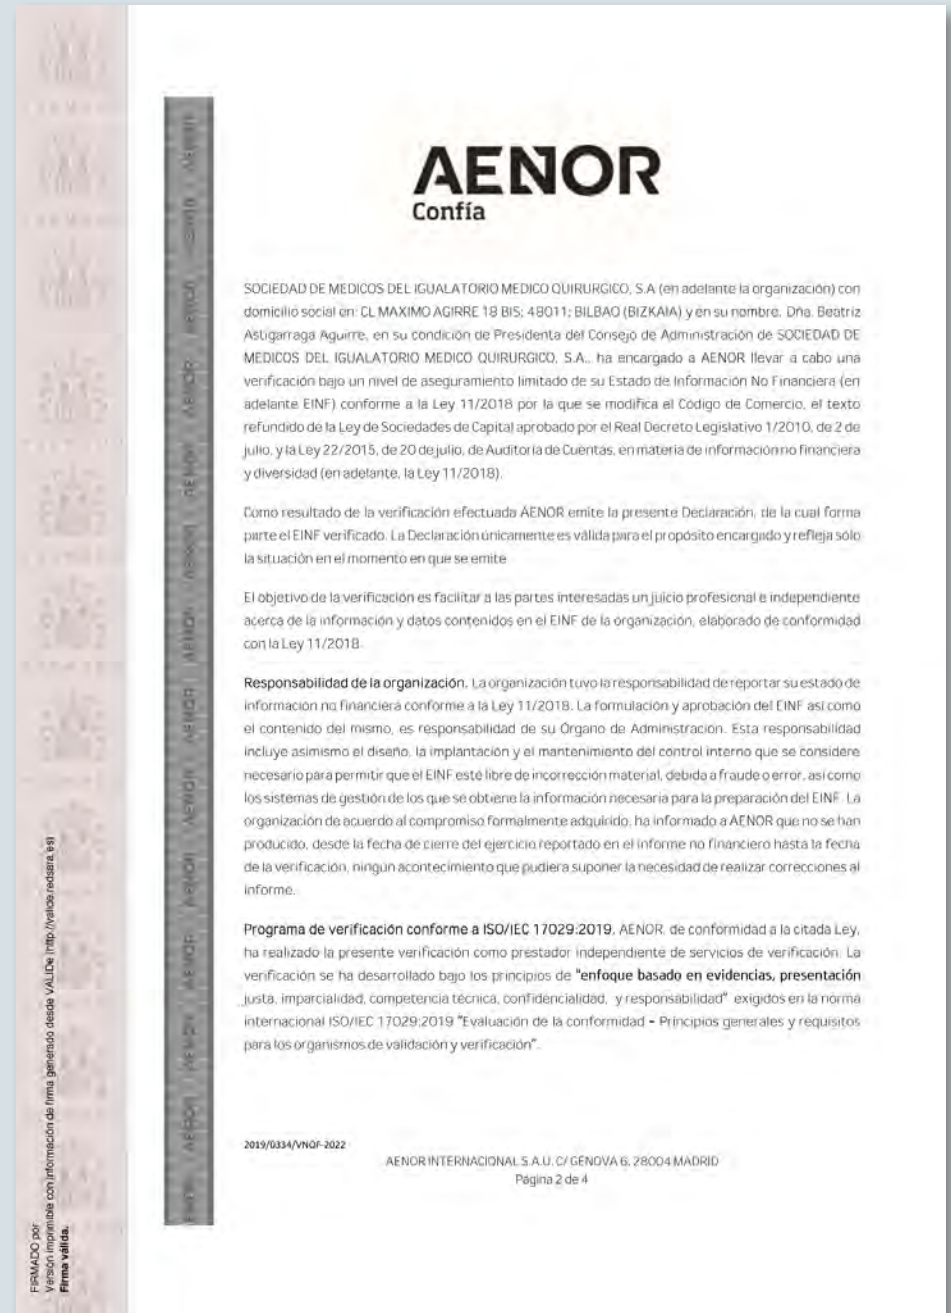 AENOR
Confía
SOCIEDAD DE MEDICOS DEL IGUALATORIO MEDICO QUIRURGICO, S.A (en adelante la organización) con
domicilio social en: CL MAXIMO AGIRRE 18 BIS; 48011; BILBAO (BIZKAIA) y en su nombre, Dña. Beatriz
Astigarraga Aguirre, en su condición de Presidenta del Consejo de Administración de SOCIEDAD DE
MEDICOS DEL IGUALATORIO MEDICO QUIRURGICO, S.A., ha encargado a AENOR llevar a cabo una
verificación bajo un nivel de aseguramiento limitado de su Estado de Información No Financiera (en
adelante EINF) conforme a la Ley 11/2018 por la que se modifica el Código de Comercio, el texto
refundido de la Ley de Sociedades de Capital aprobado por el Real Decreto Legislativo 1/2010, de 2 de
julio, y la Ley 22/2015, de 20 de julio, de Auditoría de Cuentas, en materia de información no financiera
y diversidad (en adelante, la Ley 11/2018).
Como resultado de la verificación efectuada AENOR emite la presente Declaración, de la cual forma
parte el EINF verificado. La Declaración únicamente es válida para el propósito encargado y refleja sólo
la situación en el momento en que se emite
El objetivo de la verificación es facilitar a las partes interesadas un juicio profesional e independiente
acerca de la información y datos contenidos en el EINF de la organización, elaborado de conformidad
con la Ley 11/2018.
Responsabilidad de la organización. La organización tuvo la responsabilidad de reportar su estado de
información no financiera conforme a la Ley 11/2018. La formulación y aprobación del EINF así como
el contenido del mismo, es responsabilidad de su Órgano de Administración. Esta responsabilidad
incluye asimismo el diseño, la implantación y el mantenimiento del control interno que se considere
necesario para permitir que el EINF esté libre de incorrección material, debida a fraude o error, así como
los sistemas de gestión de los que se obtiene la información necesaria para la preparación del EINF. La
organización de acuerdo al compromiso formalmente adquirido, ha informado a AENOR que no se han
producido, desde la fecha de cierre del ejercicio reportado en el informe no financiero hasta la fecha
de la verificación, ningún acontecimiento que pudiera suponer la necesidad de realizar correcciones al
informe.
Programa de verificación conforme a ISO/IEC 17029:2019. AENOR, de conformidad a la citada Ley,
ha realizado la presente verificación como prestador independiente de servicios de verificación. La
verificación se ha desarrollado bajo los principios de "enfoque basado en evidencias, presentación
justa, imparcialidad, competencia técnica, confidencialidad, y responsabilidad" exigidos en la norma
internacional ISO/IEC 17029:2019 "Evaluación de la conformidad - Principios generales y requisitos
para los organismos de validación y verificación".
2019/0334/VNOF-2022
AENOR INTERNACIONAL S.A.U. C/ GÉNOVA 6. 28004 MADRID
Página 2 de 4
FIRMADO por
Versión imprimible con información de firma generado desde VALIDe (http://valide.redsara.es)
Firma válida.